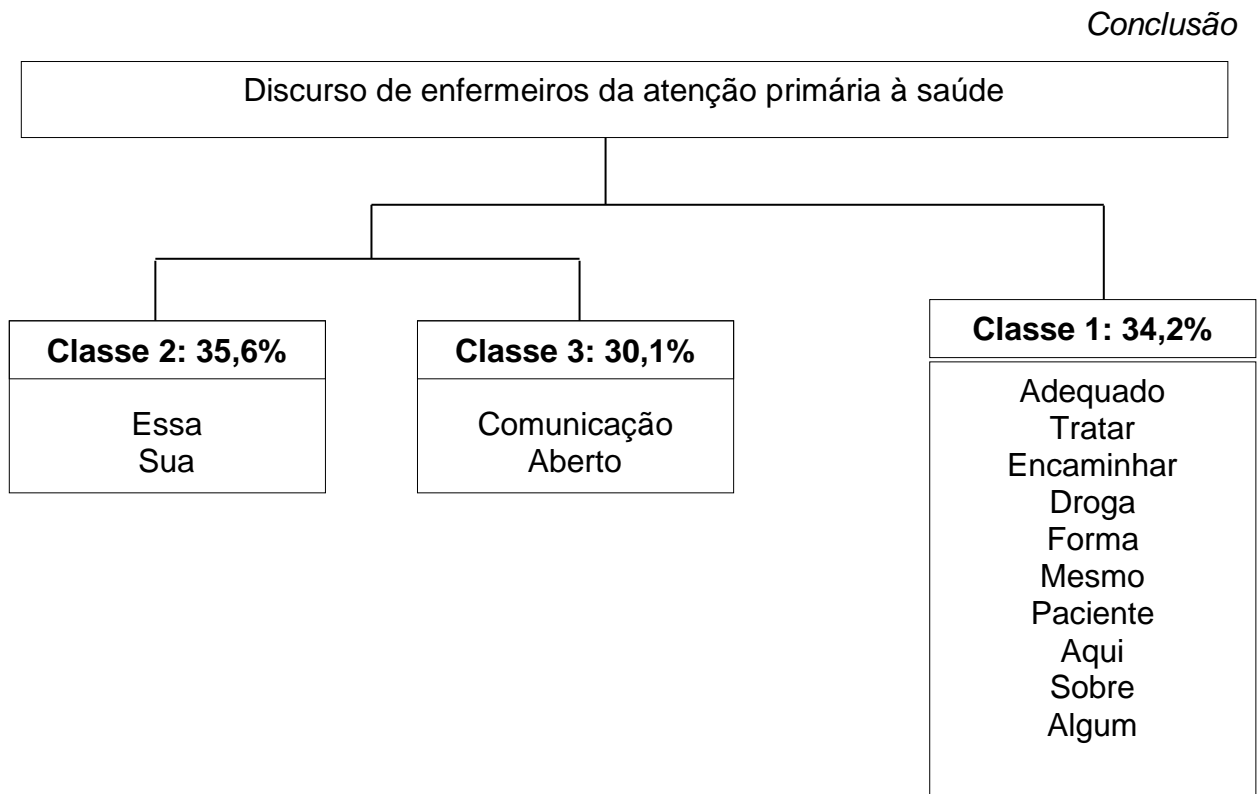 Conclusão
Discurso de enfermeiros da atenção primária à saúde
Classe 2: 35,6%
Essa
Sua
Classe 3: 30,1%
Comunicação
Aberto
Classe 1: 34,2%
Adequado
Tratar
Encaminhar
Droga
Forma
Mesmo
Paciente
Aqui
Sobre
Algum